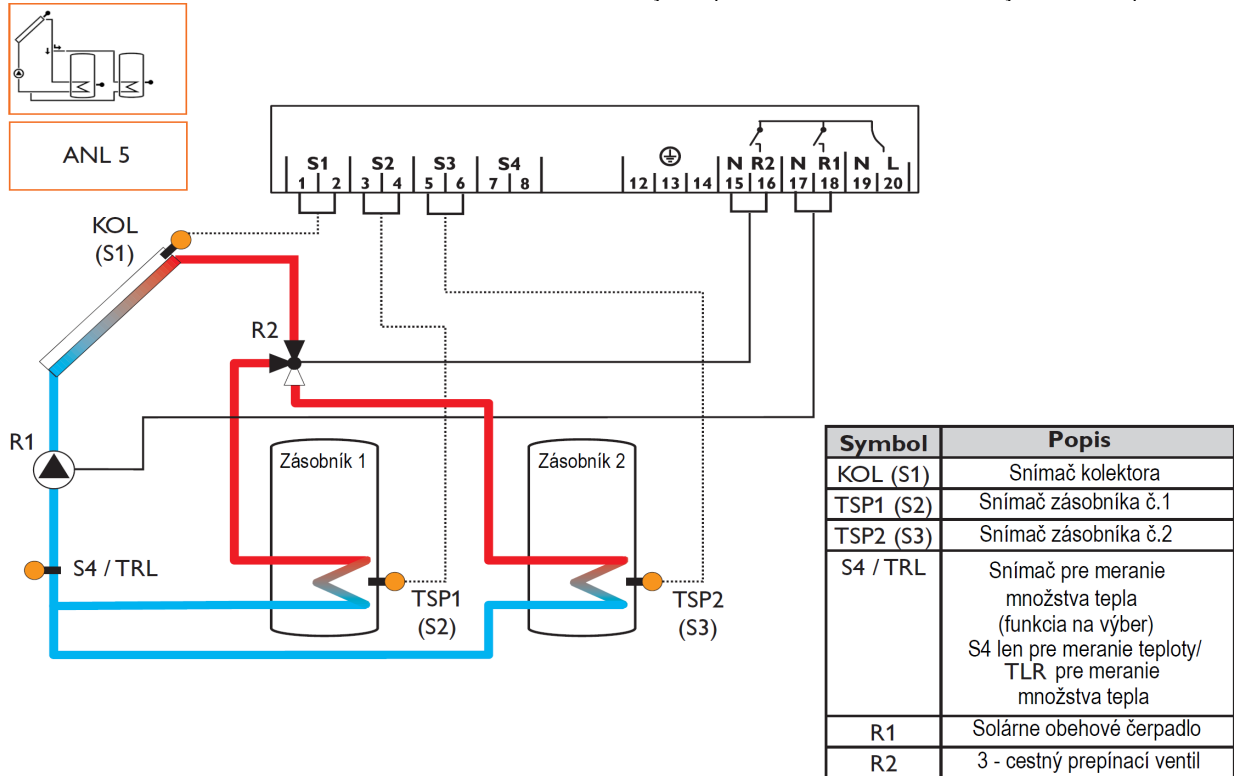 ANL 5
S1 S2 S3 S4 N R2 N R1 N L
1 2 3 4 5 6 7 8 12 13 14 15 16 17 18 19 20
KOL
(S1)
R2
R1
Zásobník 1
Zásobník 2
S4 / TRL
TSP1
(S2)
TSP2
(S3)
Symbol Popis
KOL (S1) Snímač kolektora
TSP1 (S2) Snímač zásobníka č.1
TSP2 (S3) Snímač zásobníka č.2
S4 / TRL Snímač pre meranie
množstva tepla
(funkcia na výber)
S4 len pre meranie teploty/
TLR pre meranie
množstva tepla
R1 Solárne obehové čerpadlo
R2 3 - cestný prepínací ventil